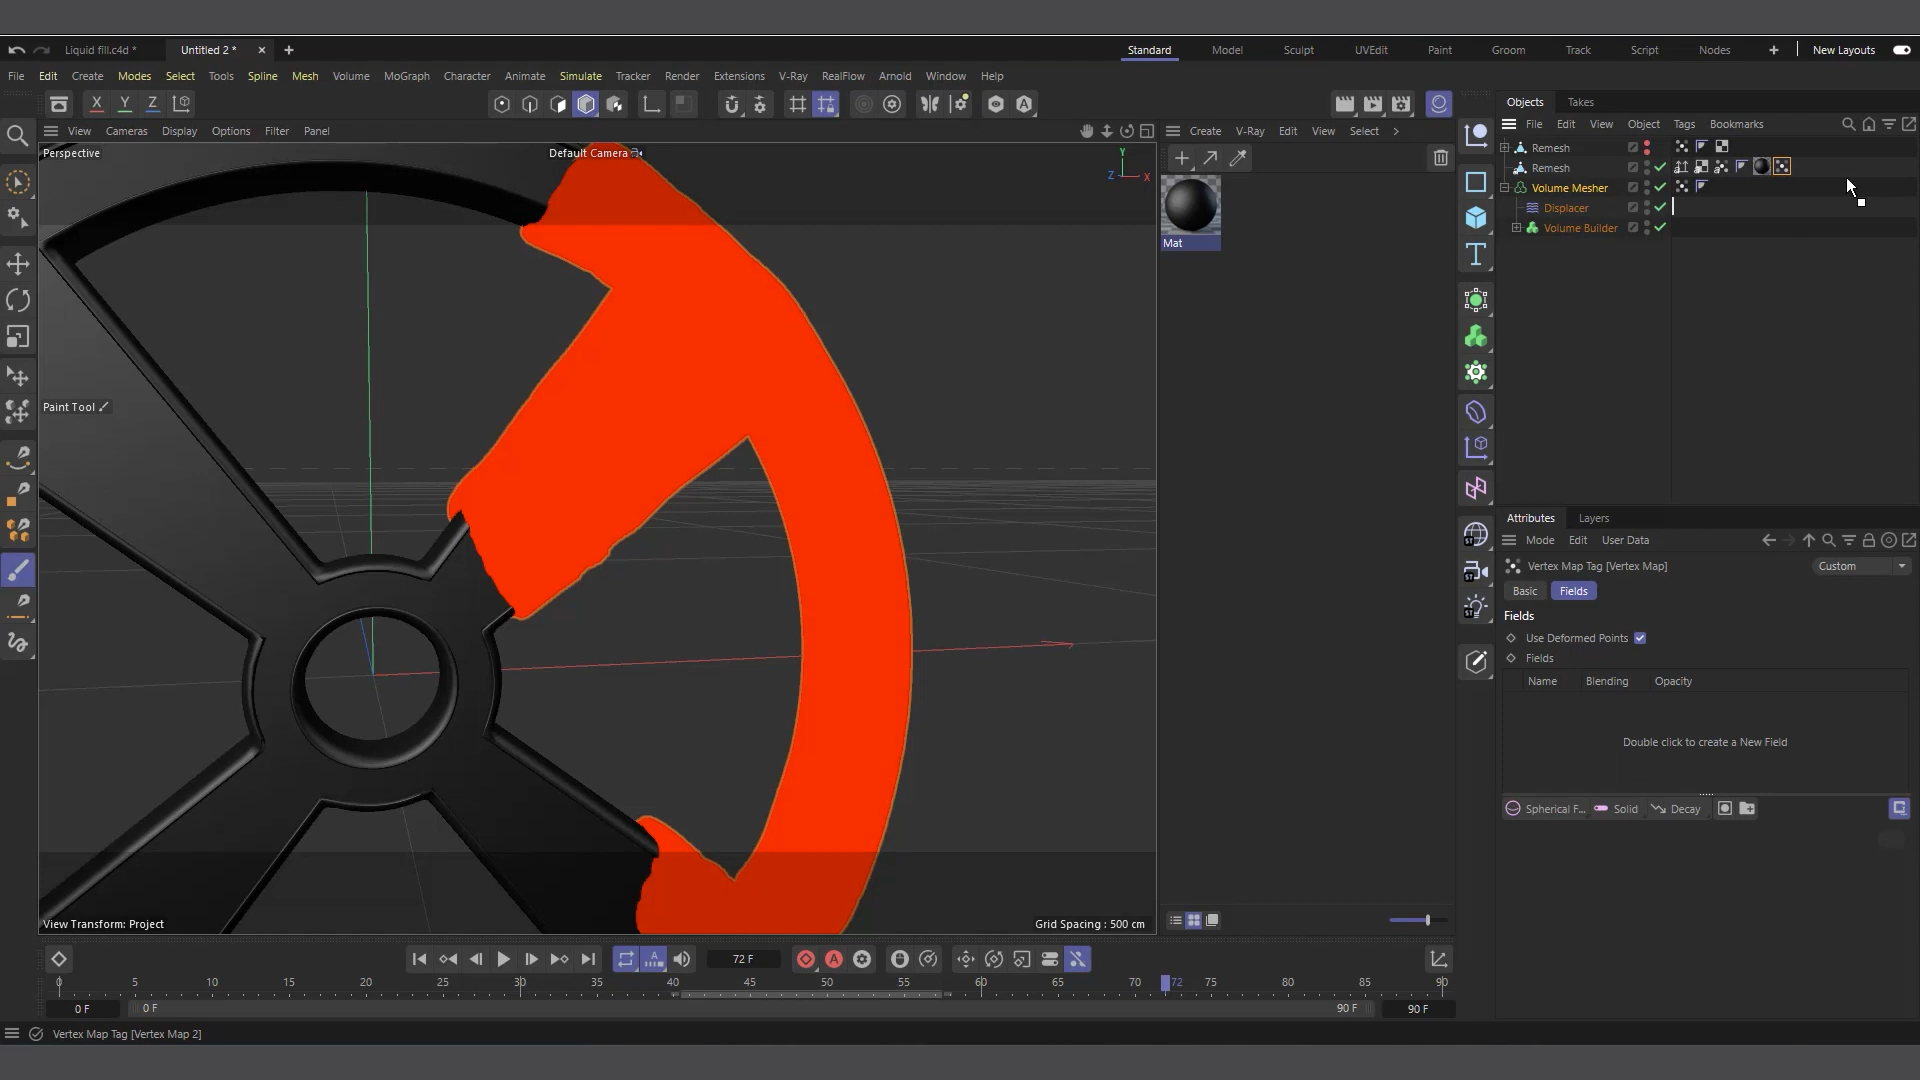 Liquid fill.c4d *
Untitled 2 *
Standard
Model
Sculpt
UVEdit
Paint
Groom
Track
Script
Nodes
New Layouts
File Edit Create Modes Select Tools Spline Mesh Volume MoGraph Character Animate Simulate Tracker Render Extensions V-Ray RealFlow Arnold Window Help
X Y Z
Objects Takes
View Cameras Display Options Filter Panel
Create V-Ray Edit View Select
File Edit View Object Tags Bookmarks
Perspective
Default Camera
Y
Z X
Remesh
Remesh
Volume Mesher
Displacer
Volume Builder
Mat
Paint Tool
Attributes Layers
Mode Edit User Data
Vertex Map Tag [Vertex Map]
Custom
Basic Fields
Fields
Use Deformed Points
Fields
Name Blending Opacity
Double click to create a New Field
Spherical F... Solid Decay
View Transform: Project
Grid Spacing : 500 cm
72 F
0 5 10 15 20 25 30 35 40 45 50 55 60 65 70 72 75 80 85 90
0 F
0 F
90 F
90 F
Vertex Map Tag [Vertex Map 2]